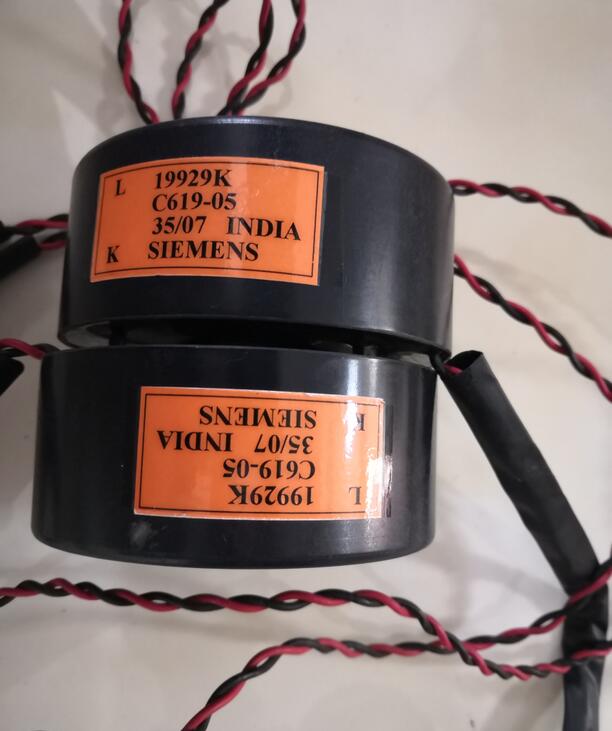 L 19929K
C619-05
35/07 INDIA
K SIEMENS
L 19929K
C619-05
35/07 INDIA
K SIEMENS